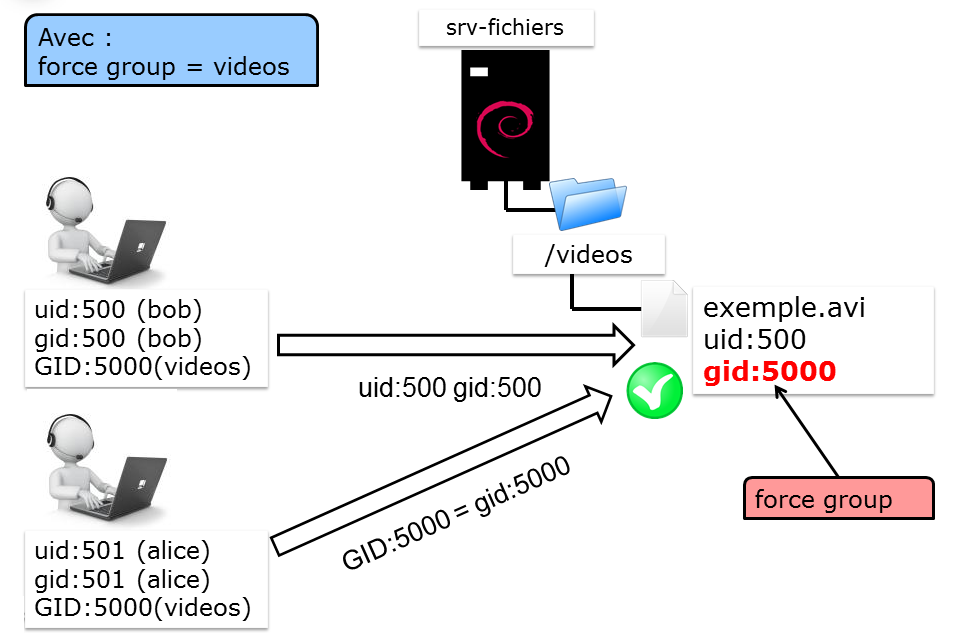 Avec :
force group = videos
srv-fichiers
/videos
uid:500 (bob)
gid:500 (bob)
GID:5000(videos)
uid:500 gid:500
exemple.avi
uid:500
gid:5000
GID:5000 = gid:5000
force group
uid:501 (alice)
gid:501 (alice)
GID:5000(videos)